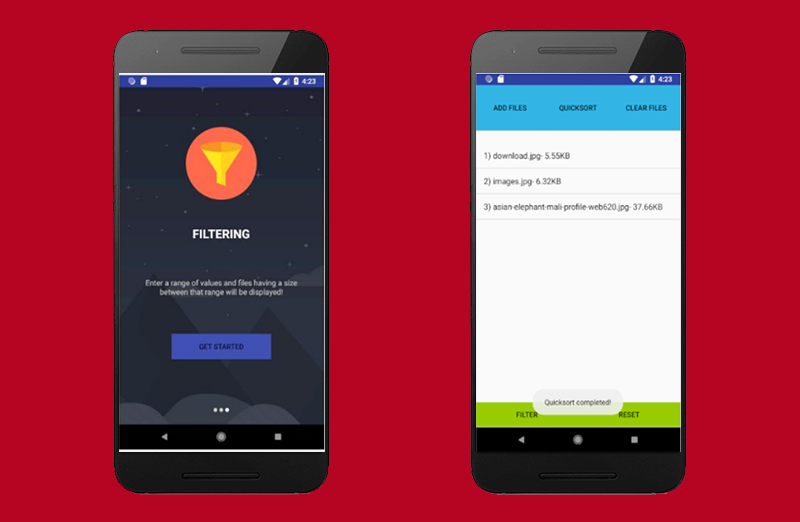 4:23
FILTERING
Enter a range of values and files having a size
between that range will be displayed!
GET STARTED
4:23
ADD FILES QUICKSORT CLEAR FILES
1) download.jpg- 5.55KB
2) images.jpg- 6.32KB
3) asian-elephant-mali-profile-web620.jpg- 37.66KB
Quicksort completed!
FILTER RESET